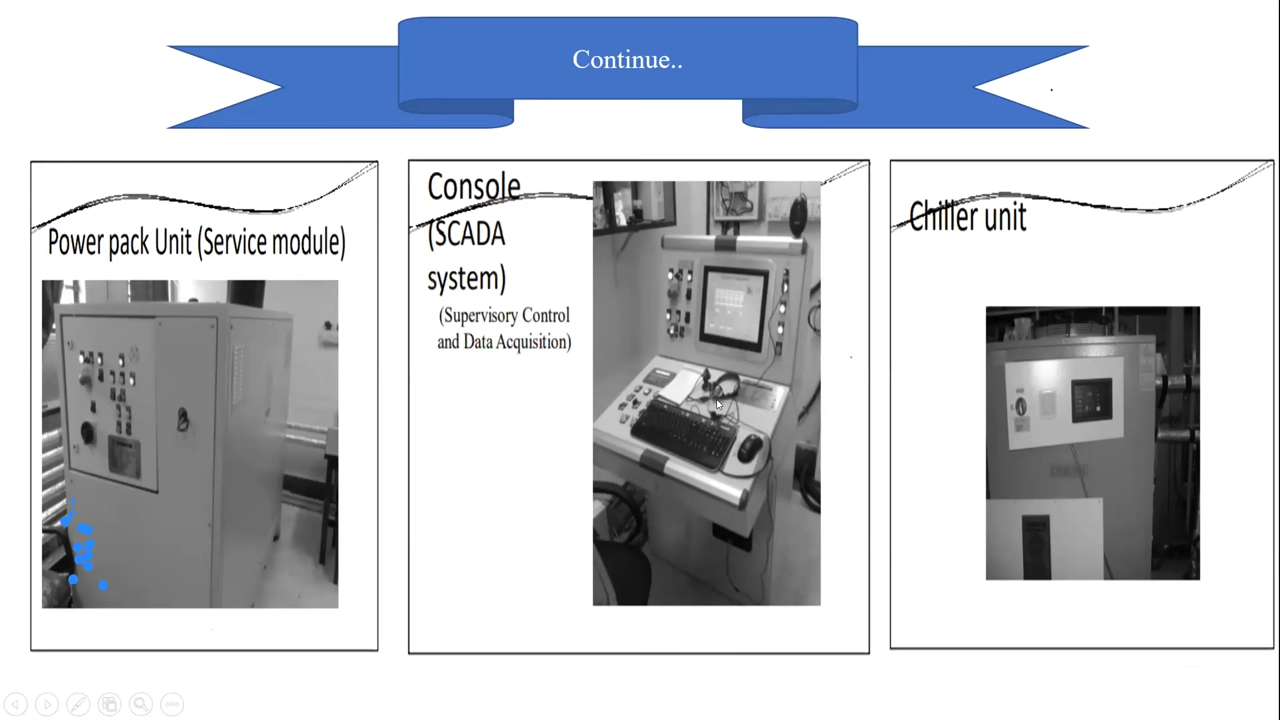 Continue..
Power pack Unit (Service module)
Console
(SCADA
system)
(Supervisory Control
and Data Acquisition)
Chiller unit